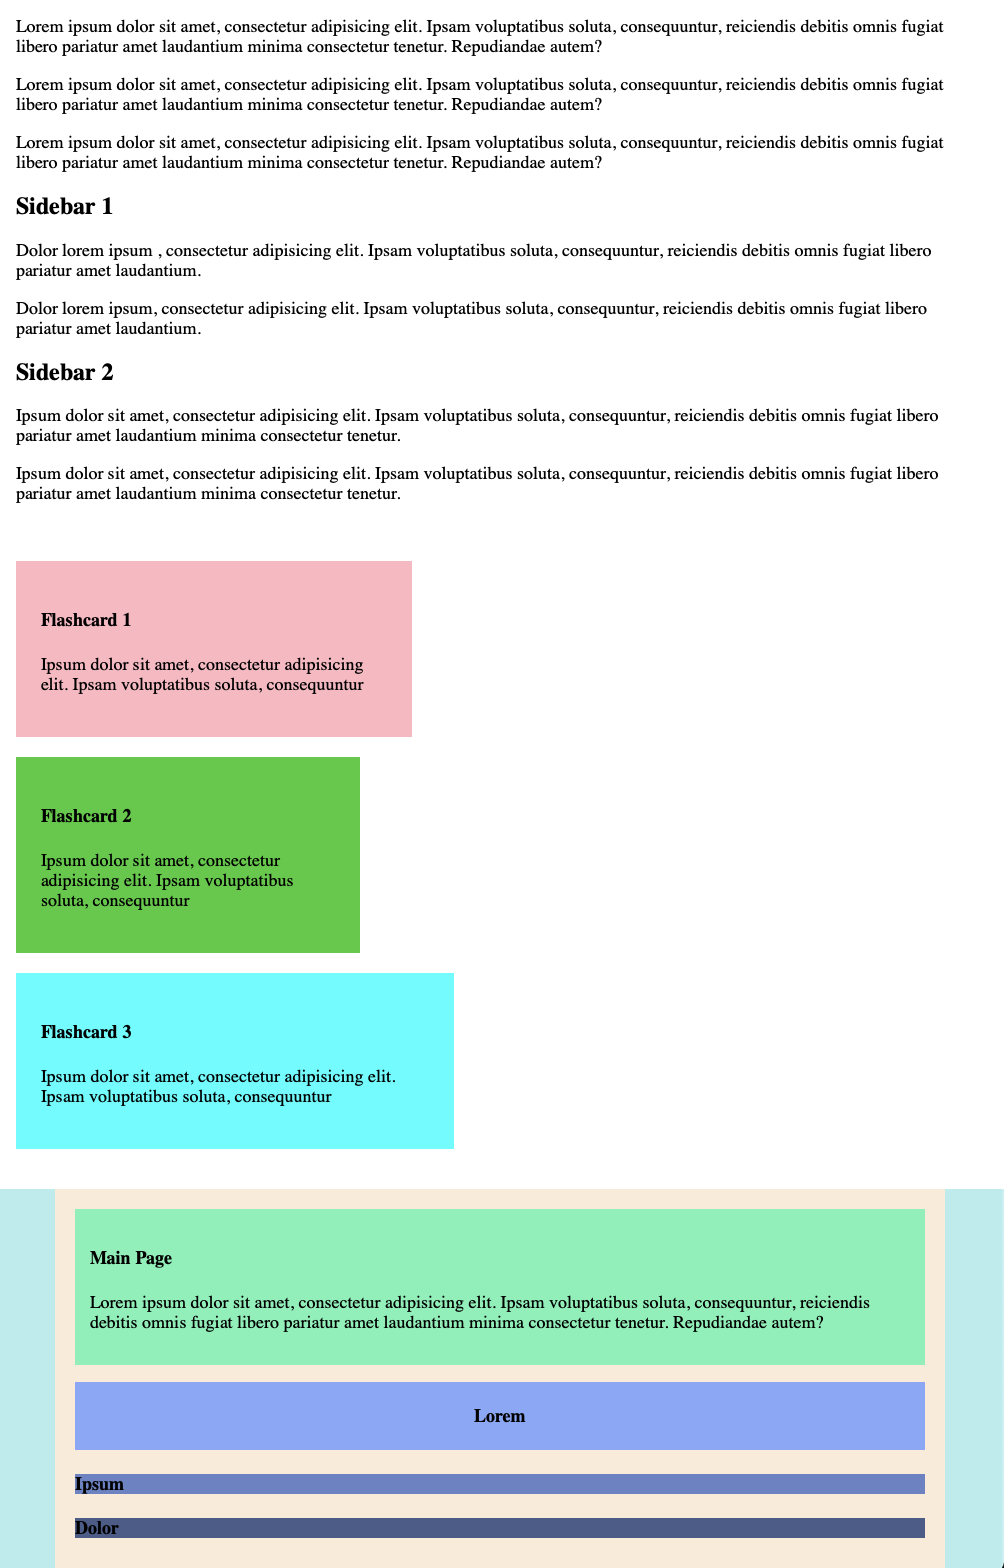 Lorem ipsum dolor sit amet, consectetur adipisicing elit. Ipsam voluptatibus soluta, consequuntur, reiciendis debitis omnis fugiat
libero pariatur amet laudantium minima consectetur tenetur. Repudiandae autem?
Lorem ipsum dolor sit amet, consectetur adipisicing elit. Ipsam voluptatibus soluta, consequuntur, reiciendis debitis omnis fugiat
libero pariatur amet laudantium minima consectetur tenetur. Repudiandae autem?
Lorem ipsum dolor sit amet, consectetur adipisicing elit. Ipsam voluptatibus soluta, consequuntur, reiciendis debitis omnis fugiat
libero pariatur amet laudantium minima consectetur tenetur. Repudiandae autem?
Sidebar 1
Dolor lorem ipsum , consectetur adipisicing elit. Ipsam voluptatibus soluta, consequuntur, reiciendis debitis omnis fugiat libero
pariatur amet laudantium.
Dolor lorem ipsum, consectetur adipisicing elit. Ipsam voluptatibus soluta, consequuntur, reiciendis debitis omnis fugiat libero
pariatur amet laudantium.
Sidebar 2
Ipsum dolor sit amet, consectetur adipisicing elit. Ipsam voluptatibus soluta, consequuntur, reiciendis debitis omnis fugiat libero
pariatur amet laudantium minima consectetur tenetur.
Ipsum dolor sit amet, consectetur adipisicing elit. Ipsam voluptatibus soluta, consequuntur, reiciendis debitis omnis fugiat libero
pariatur amet laudantium minima consectetur tenetur.
Flashcard 1
Ipsum dolor sit amet, consectetur adipisicing
elit. Ipsam voluptatibus soluta, consequuntur
Flashcard 2
Ipsum dolor sit amet, consectetur
adipisicing elit. Ipsam voluptatibus
soluta, consequuntur
Flashcard 3
Ipsum dolor sit amet, consectetur adipisicing elit.
Ipsam voluptatibus soluta, consequuntur
Main Page
Lorem ipsum dolor sit amet, consectetur adipisicing elit. Ipsam voluptatibus soluta, consequuntur, reiciendis
debitis omnis fugiat libero pariatur amet laudantium minima consectetur tenetur. Repudiandae autem?
Lorem
Ipsum
Dolor